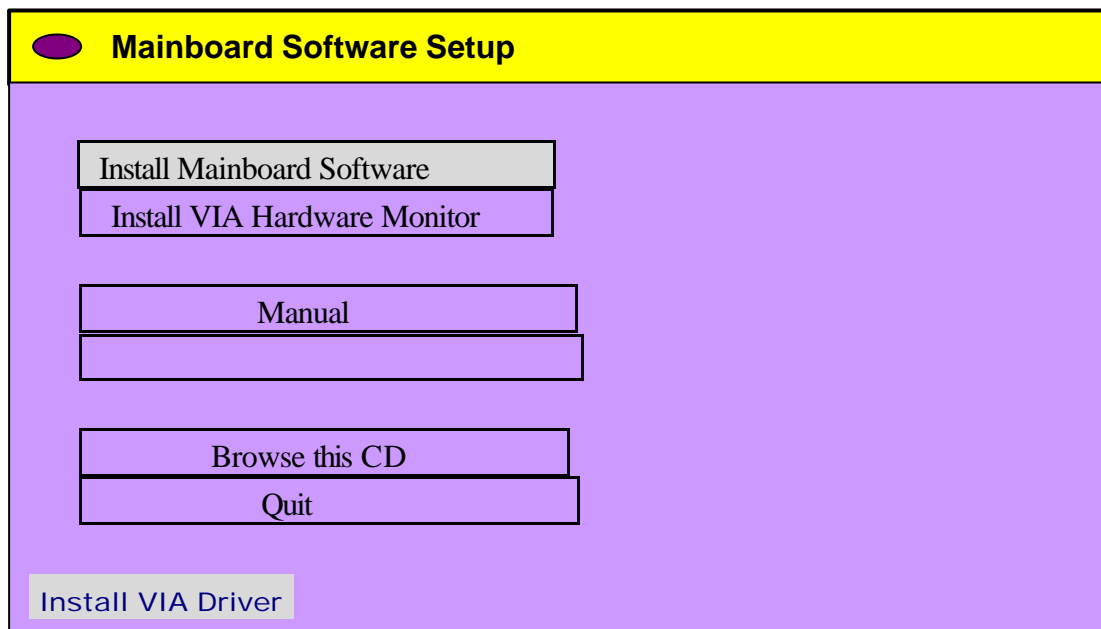 Mainboard Software Setup
Install Mainboard Software
Install VIA Hardware Monitor
Manual
Browse this CD
Quit
Install VIA Driver